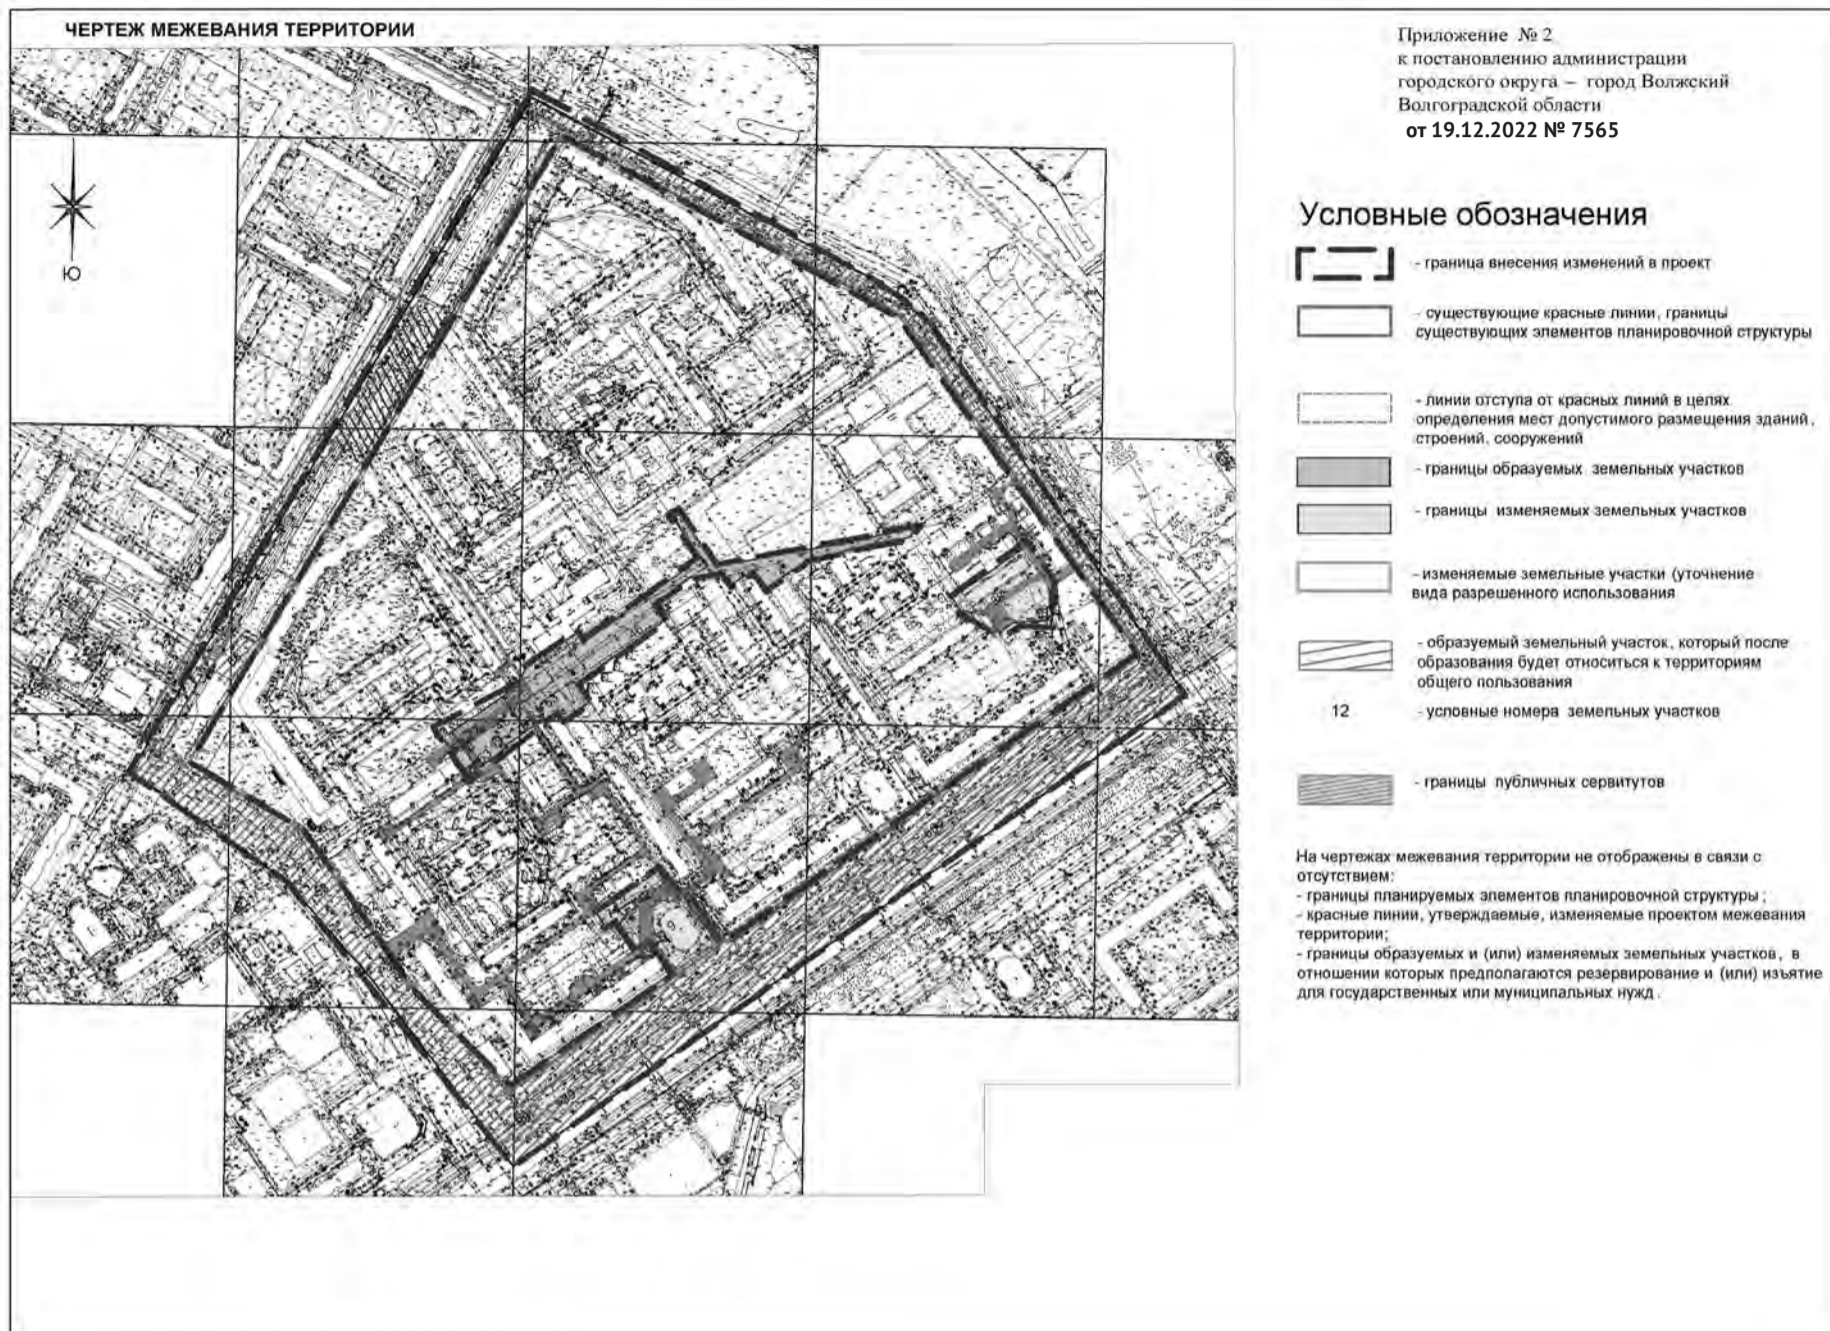 ЧЕРТЕЖ МЕЖЕВАНИЯ ТЕРРИТОРИИ
Приложение № 2
к постановлению администрации
городского округа – город Волжский
Волгоградской области
от 19.12.2022 № 7565
Ю
Условные обозначения
- граница внесения изменений в проект
- существующие красные линии, границы
существующих элементов планировочной структуры
- линии отступа от красных линий в целях
определения мест допустимого размещения зданий,
строений, сооружений
- границы образуемых земельных участков
- границы изменяемых земельных участков
- изменяемые земельные участки (уточнение
вида разрешенного использования
- образуемый земельный участок, который после
образования будет относиться к территориям
общего пользования
12 - условные номера земельных участков
- границы публичных сервитутов
На чертежах межевания территории не отображены в связи с
отсутствием:
- границы планируемых элементов планировочной структуры ;
- красные линии, утверждаемые, изменяемые проектом межевания
территории;
- границы образуемых и (или) изменяемых земельных участков, в
отношении которых предполагаются резервирование и (или) изъятие
для государственных или муниципальных нужд .